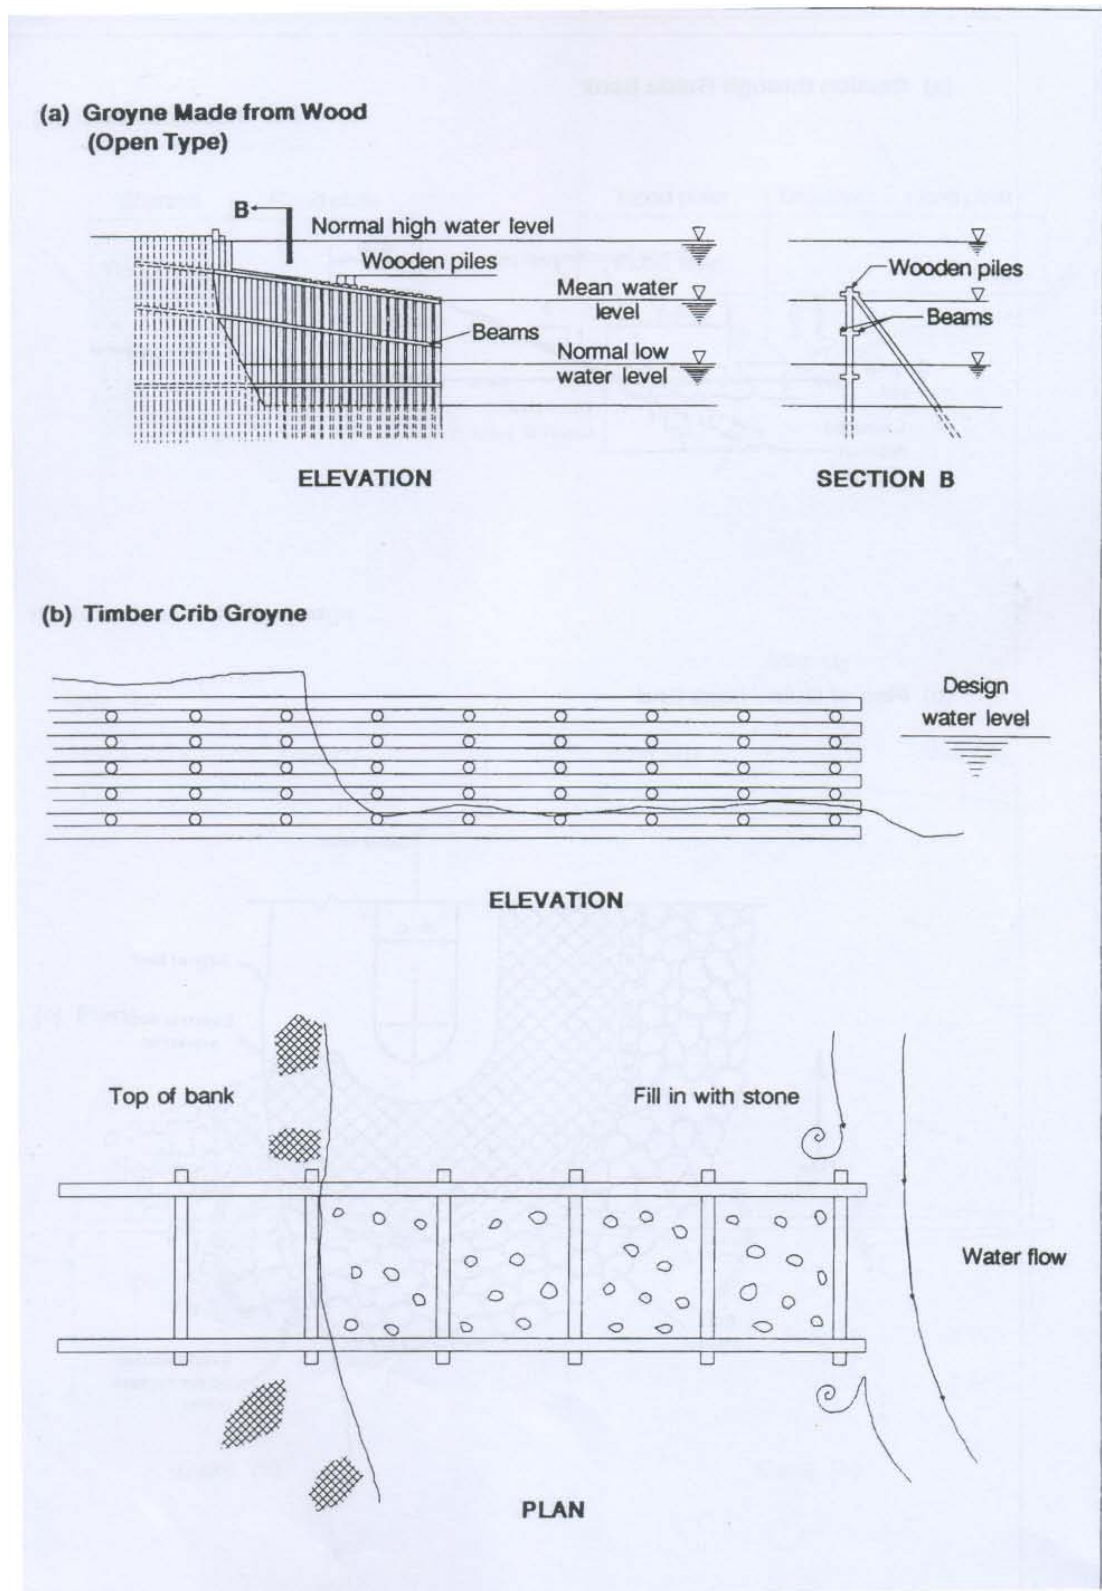 (a) Groyne Made from Wood
(Open Type)
B
Normal high water level
Wooden piles
Mean water
level
Beams
Normal low
water level
Wooden piles
Beams
ELEVATION
SECTION B
(b) Timber Crib Groyne
Design
water level
ELEVATION
Top of bank
Fill in with stone
Water flow
PLAN